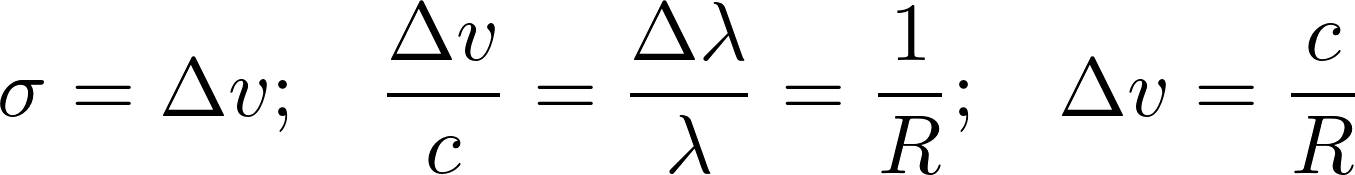 σ = Δv; Δv/c = Δλ/λ = 1/R; Δv = c/R